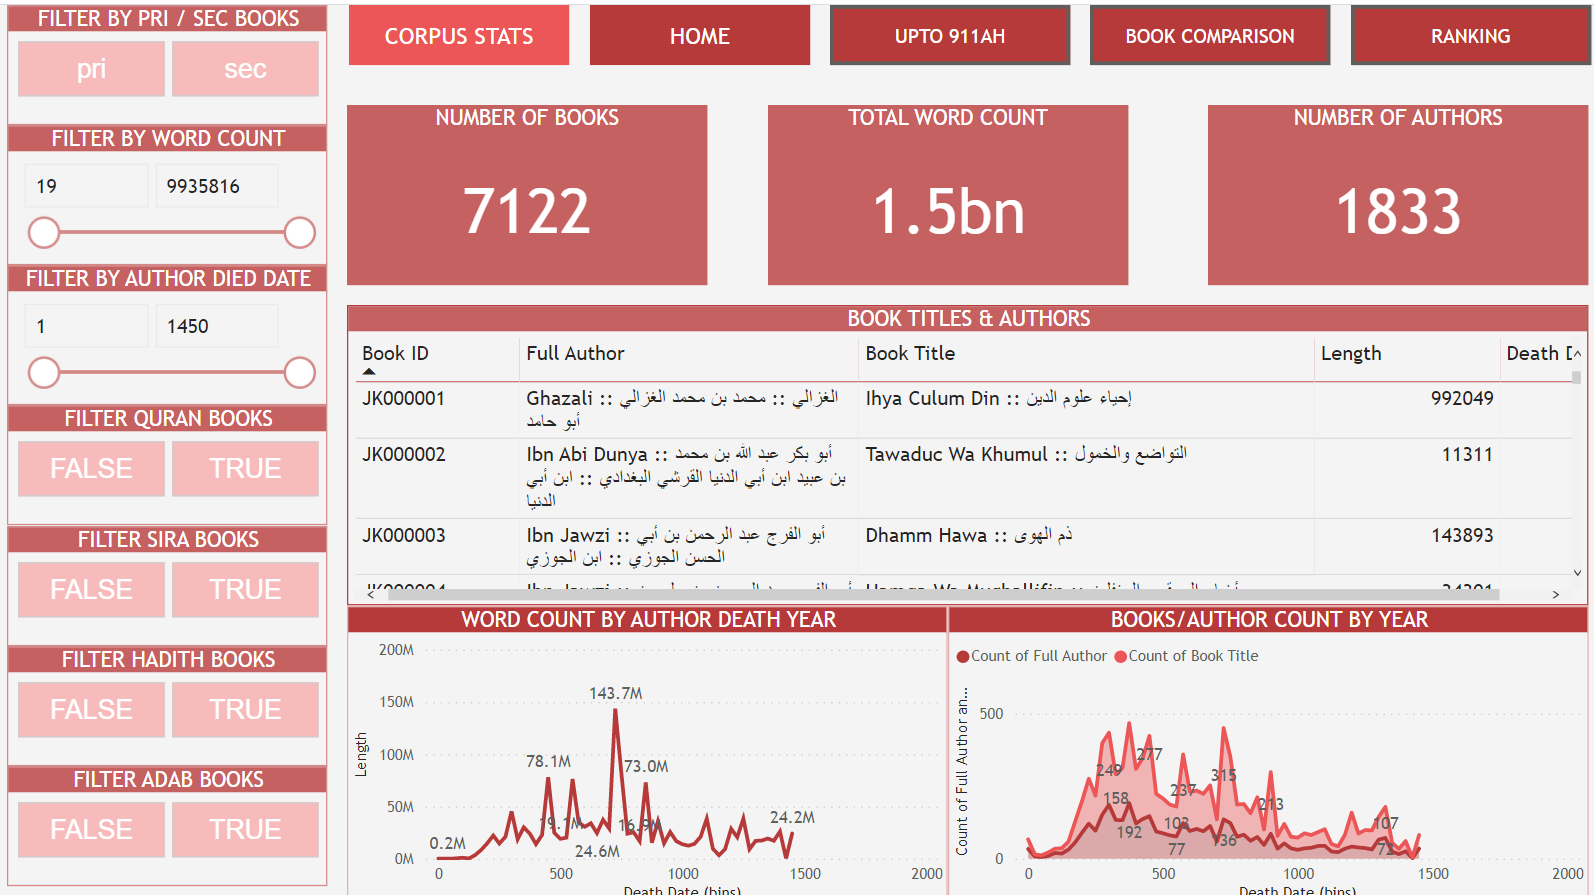 FILTER BY PRI / SEC BOOKS
pri
sec
FILTER BY WORD COUNT
19
9935816
FILTER BY AUTHOR DIED DATE
1
1450
FILTER QURAN BOOKS
FALSE
TRUE
FILTER SIRA BOOKS
FALSE
TRUE
FILTER HADITH BOOKS
FALSE
TRUE
FILTER ADAB BOOKS
FALSE
TRUE
CORPUS STATS
HOME
UPTO 911AH
BOOK COMPARISON
RANKING
NUMBER OF BOOKS
7122
TOTAL WORD COUNT
1.5bn
NUMBER OF AUTHORS
1833
BOOK TITLES & AUTHORS
Book ID
Full Author
Book Title
Length
Death
JK000001
Ghazali :: الغزالي :: محمد بن محمد الغزالي
أبو حامد
Ihya Culum Din :: إحياء علوم الدين
992049
JK000002
Ibn Abi Dunya :: أبو بكر عبد الله بن محمد
بن عبيد ابن أبي الدنيا القرشي البغدادي :: ابن أبي
الدنيا
Tawaduc Wa Khumul :: التواضع والخمول
11311
JK000003
Ibn Jawzi :: أبو الفرج عبد الرحمن بن أبي
الحسن الجوزي :: ابن الجوزي
Dhamm Hawa :: ذم الهوى
143893
WORD COUNT BY AUTHOR DEATH YEAR
200M
150M
100M
50M
0M
Length
0.2M
78.1M
19.1M
24.6M
143.7M
16.9M
73.0M
24.2M
0
500
1000
1500
2000
Death Date (bins)
BOOKS/AUTHOR COUNT BY YEAR
Count of Full Author
Count of Book Title
Count of Full Author an...
500
0
249
277
158
192
237
103
77
315
136
213
107
72
0
500
1000
1500
2000
Death Date (bins)